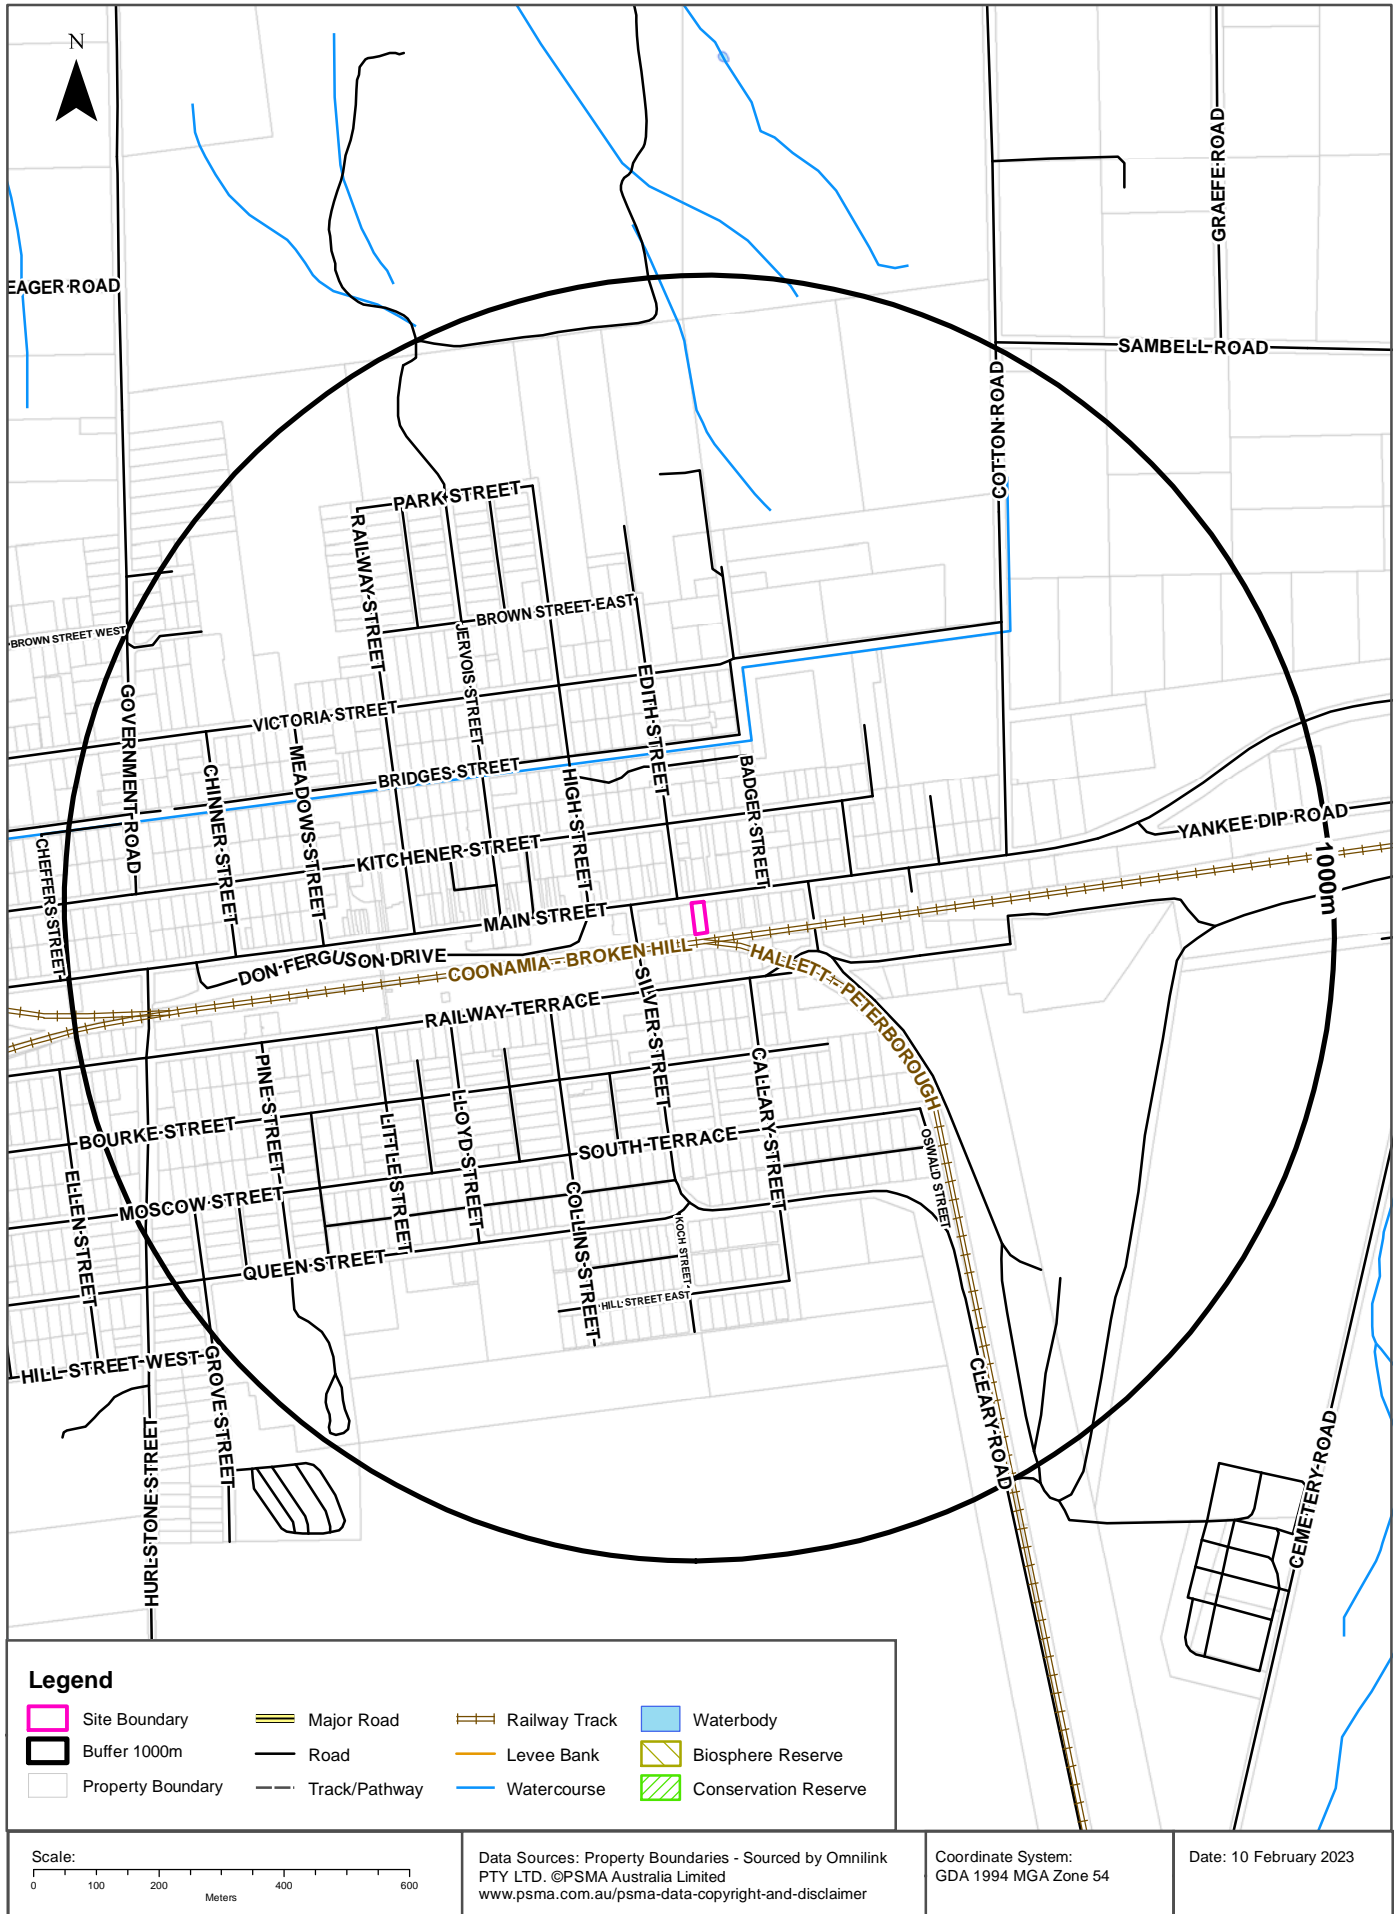 N
EAGER ROAD
GRAEFE ROAD
SAMBELL ROAD
COTTON ROAD
PARK STREET
RAILWAY STREET
BROWN STREET EAST
BROWN STREET WEST
JERVOIS STREET
EDITH STREET
GOVERNMENT ROAD
VICTORIA STREET
MEADOWS STREET
CHINNER STREET
BRIDGES STREET
HIGH STREET
BADGER STREET
CHEFFERS STREET
KITCHENER STREET
YANKEE DIP ROAD
1000m
MAIN STREET
DON FERGUSON DRIVE
COONAMIA - BROKEN HILL
HALLETT - PETERBOROUGH
SILVER STREET
RAILWAY TERRACE
PINE STREET
CALLARY STREET
BOURKE STREET
LITTLE STREET
LLOYD STREET
SOUTH TERRACE
OSWALD STREET
ELLEN STREET
MOSCOW STREET
COLLINS STREET
KOCH STREET
QUEEN STREET
HILL STREET EAST
HILL STREET WEST
GROVE STREET
CLEARY ROAD
HURLSTONE STREET
CEMETERY ROAD
Legend
Site Boundary
Major Road
Railway Track
Waterbody
Buffer 1000m
Road
Levee Bank
Biosphere Reserve
Property Boundary
Track/Pathway
Watercourse
Conservation Reserve
Scale:
0 100 200 400 600
Meters
Data Sources: Property Boundaries - Sourced by Omnilink
PTY LTD. ©PSMA Australia Limited
www.psma.com.au/psma-data-copyright-and-disclaimer
Coordinate System:
GDA 1994 MGA Zone 54
Date: 10 February 2023